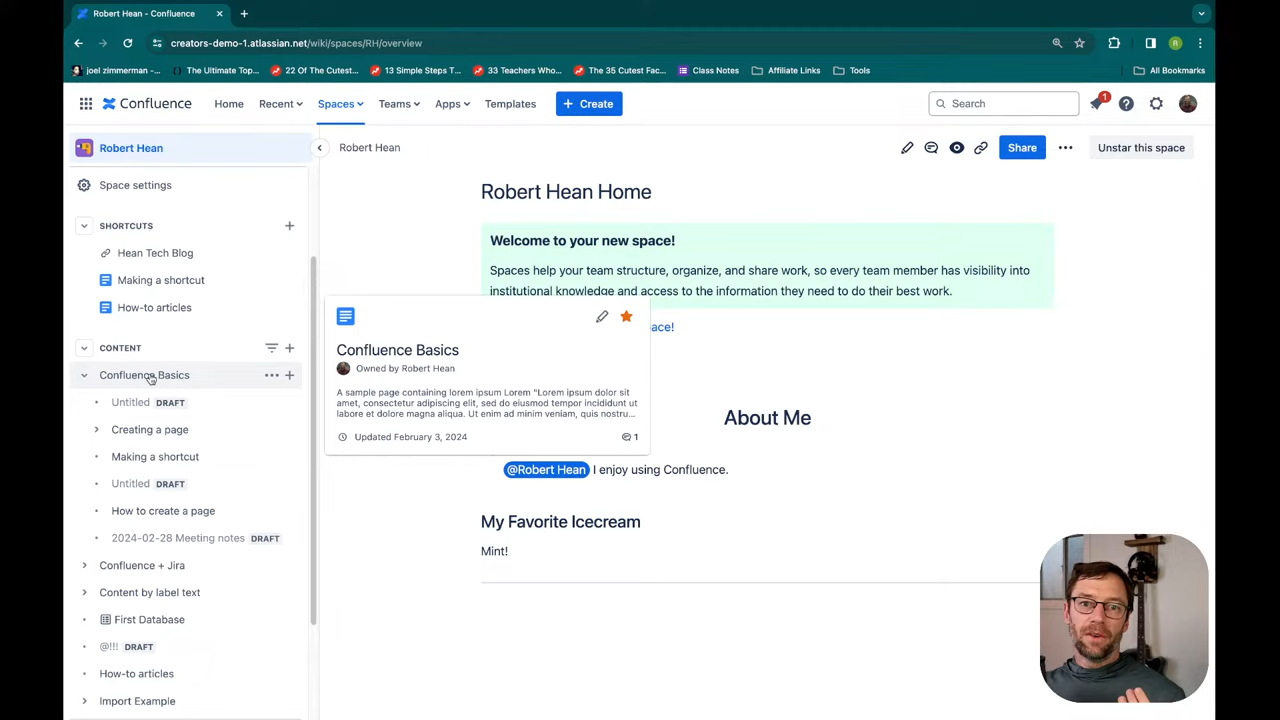 Robert Hean - Confluence
creators-demo-1.atlassian.net/wiki/spaces/RH/overview
R
joel zimmerman -...
The Ultimate Top...
22 Of The Cutest...
13 Simple Steps T...
33 Teachers Who...
The 35 Cutest Fac...
Class Notes
Affiliate Links
Tools
All Bookmarks
Confluence
Home
Recent
Spaces
Teams
Apps
Templates
+ Create
Search
1
Robert Hean
Space settings
SHORTCUTS
Hean Tech Blog
Making a shortcut
How-to articles
CONTENT
Confluence Basics
Untitled DRAFT
Creating a page
Making a shortcut
Untitled DRAFT
How to create a page
2024-02-28 Meeting notes DRAFT
Confluence + Jira
Content by label text
First Database
@!!! DRAFT
How-to articles
Import Example
Robert Hean
Share
Unstar this space
Robert Hean Home
Welcome to your new space!
Spaces help your team structure, organize, and share work, so every team member has visibility into
institutional knowledge and access to the information they need to do their best work.
ace!
Confluence Basics
Owned by Robert Hean
A sample page containing lorem ipsum Lorem "Lorem ipsum dolor sit
amet, consectetur adipiscing elit, sed do eiusmod tempor incididunt ut
labore et dolore magna aliqua. Ut enim ad minim veniam, quis nostru...
Updated February 3, 2024
1
About Me
@Robert Hean I enjoy using Confluence.
My Favorite Icecream
Mint!